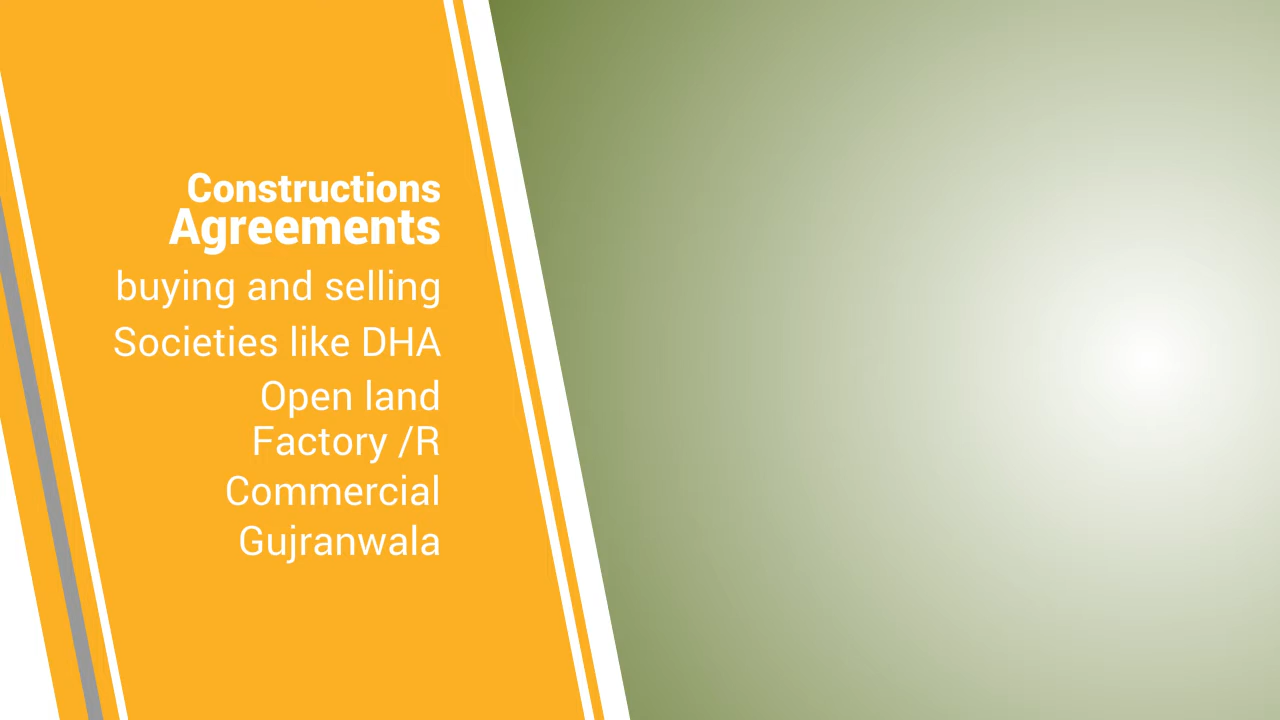 Constructions
Agreements
buying and selling
Societies like DHA
Open land
Factory /R
Commercial
Gujranwala